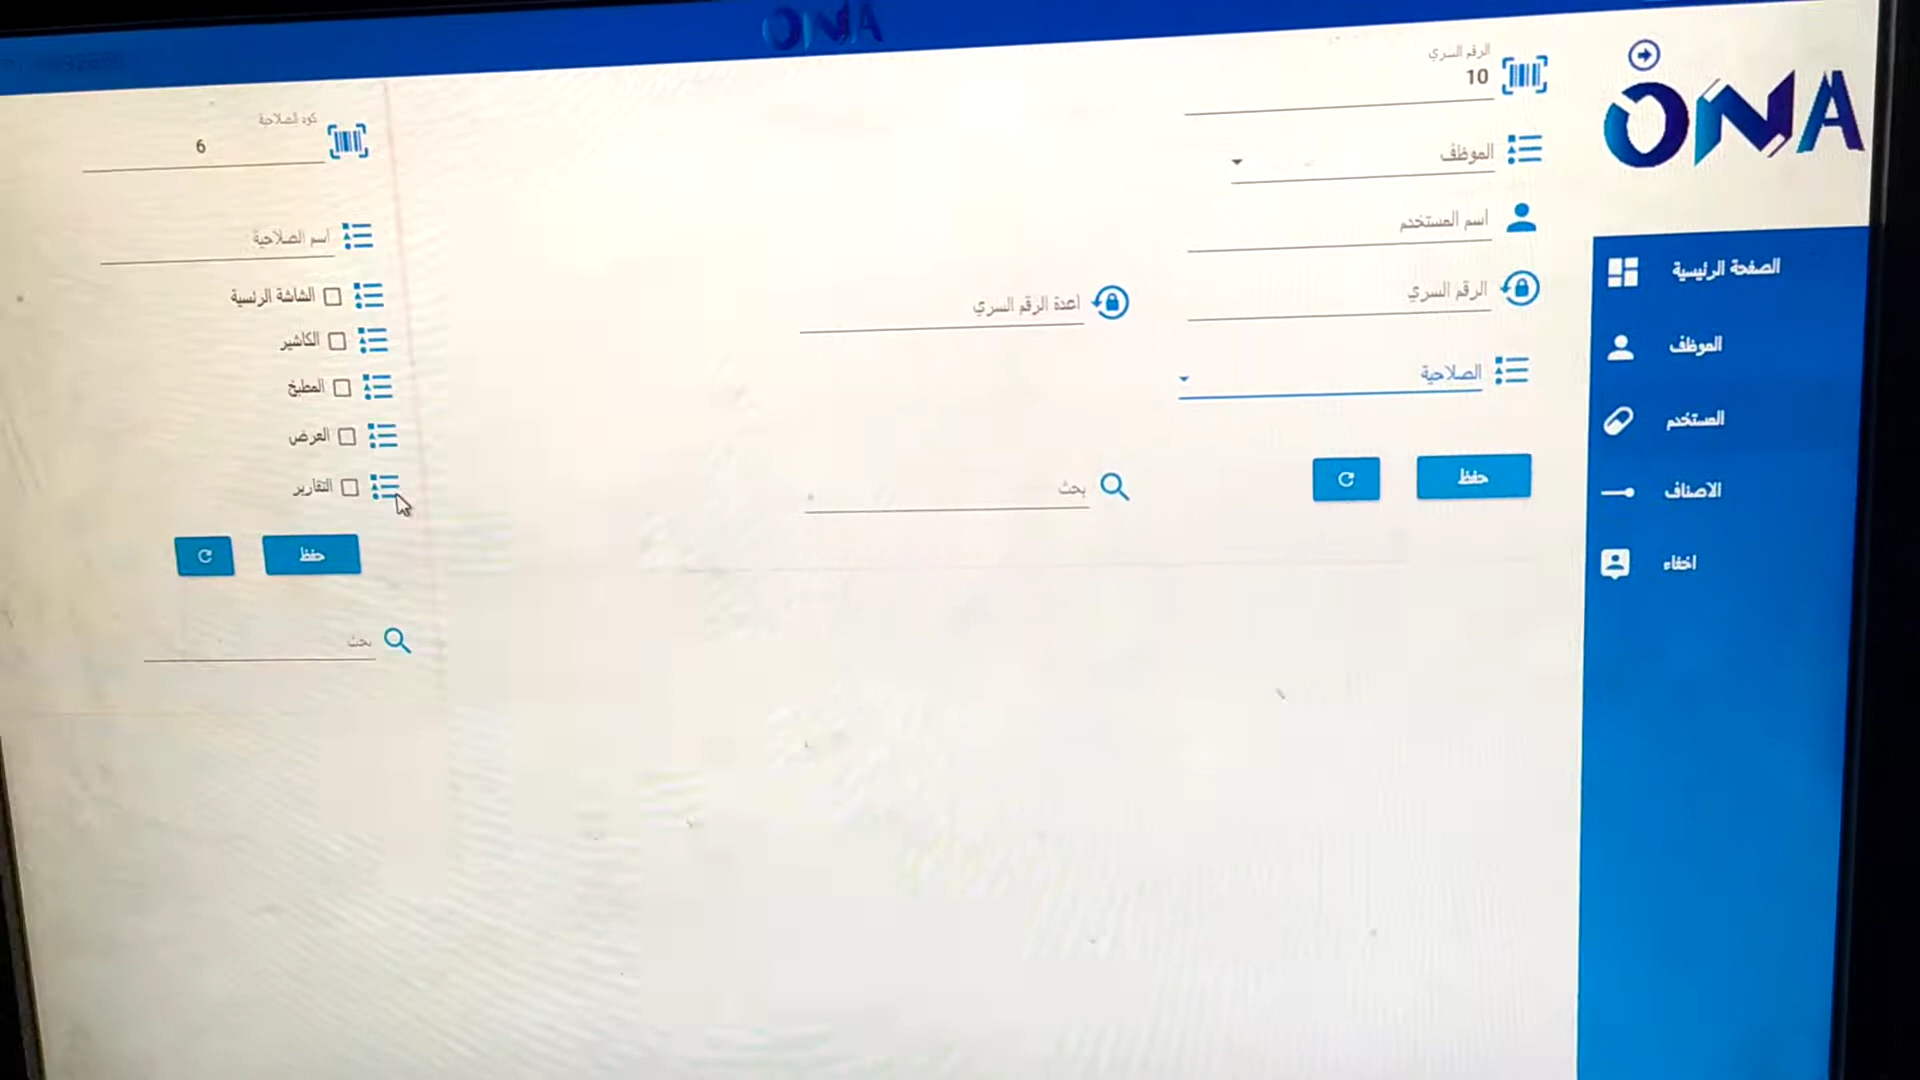 ONA
ONA
الرقم السري
10
الموظف
اسم المستخدم
الرقم السري
اعدة الرقم السري
الصلاحية
حفظ
بحث
كود الصلاحية
6
اسم الصلاحية
الشاشة الرئسية
الكاشير
المطبخ
العرض
التقارير
حفظ
بحث
الصفحة الرئيسية
الموظف
المستخدم
الاصناف
اخفاء